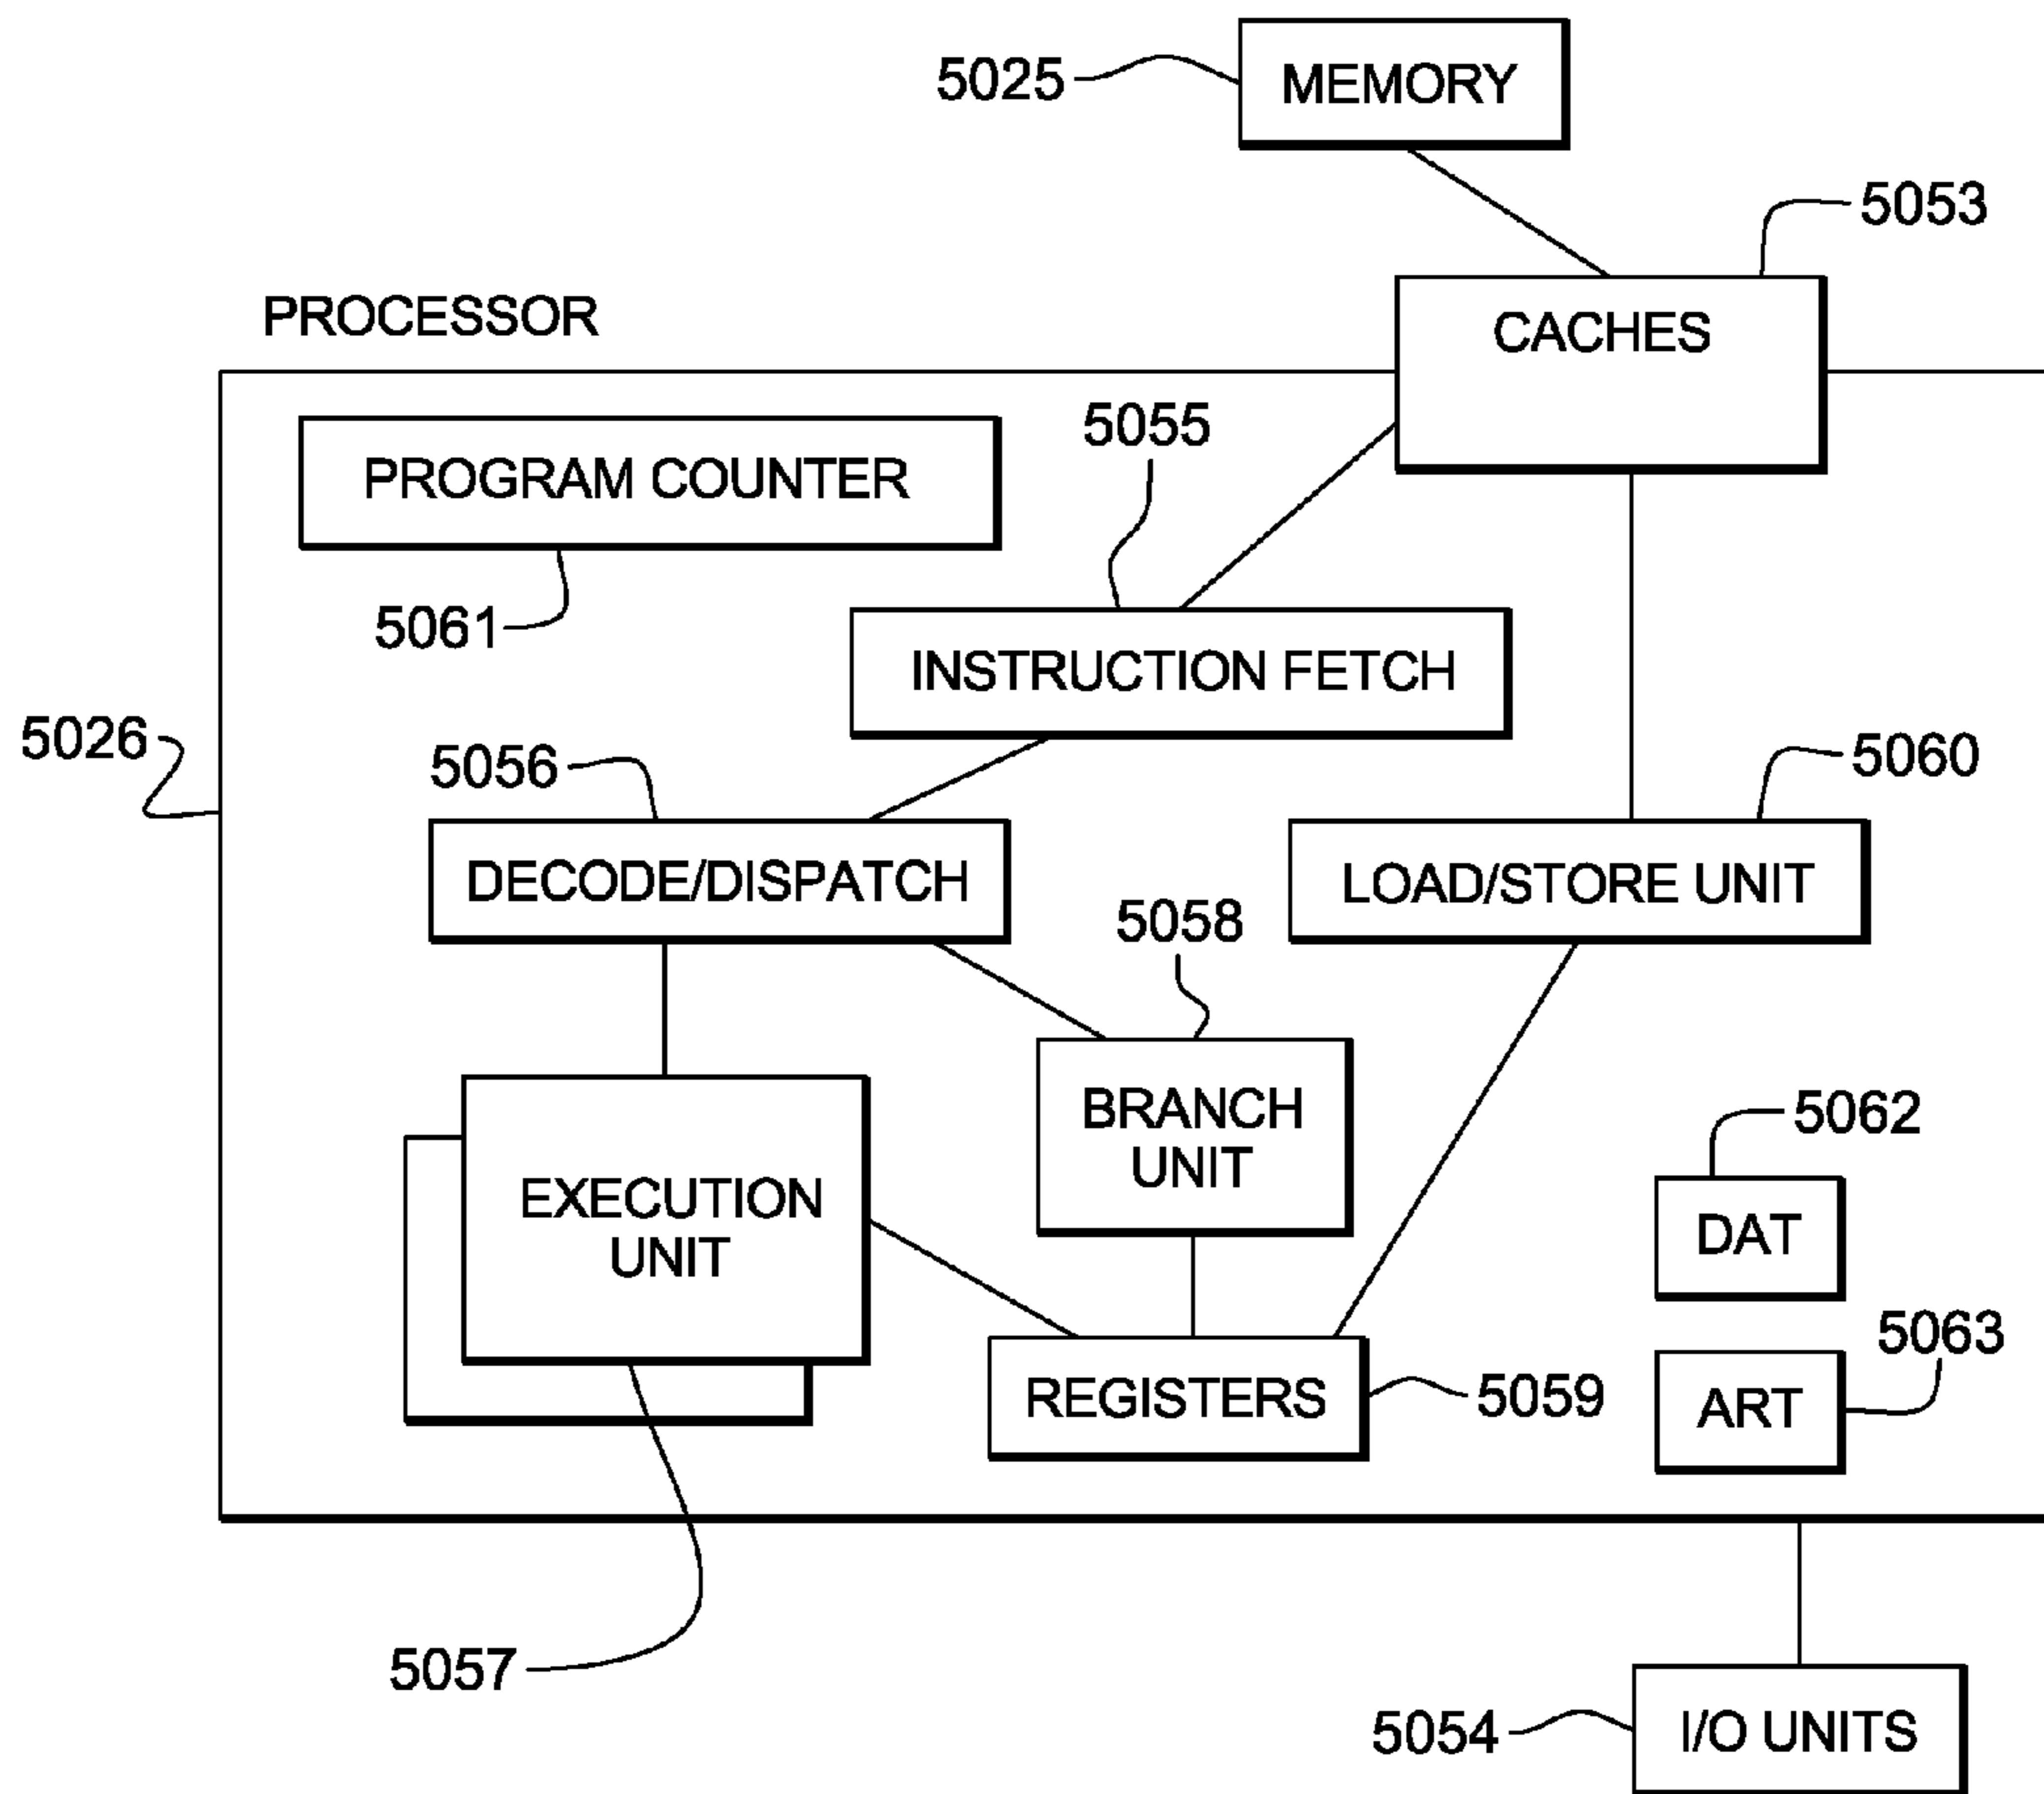 MEMORY
5025
5053
CACHES
PROCESSOR
5055
PROGRAM COUNTER
5061
INSTRUCTION FETCH
5026
5056
5060
DECODE/DISPATCH
LOAD/STORE UNIT
5058
BRANCH
UNIT
5062
EXECUTION
UNIT
DAT
5063
REGISTERS
5059
ART
5057
5054
I/O UNITS